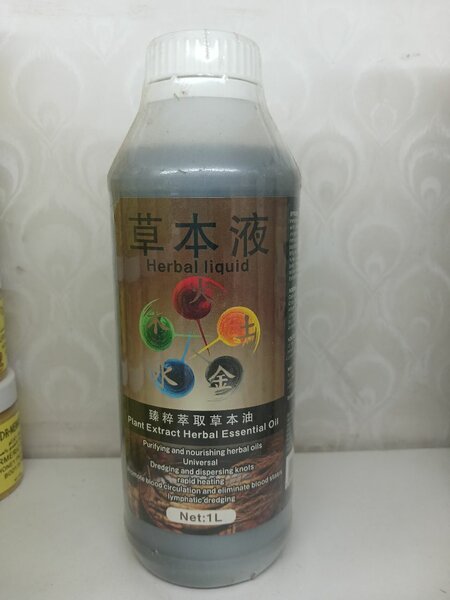 草本液
Herbal liquid
火
木
土
水
金
臻粹萃取草本油
Plant Extract Herbal Essential Oil
Purifying and nourishing herbal oils
Universal
Dredging and dispersing knots
rapid heating
blood circulation and eliminate blood stasis
lymphatic dredging
Net:1L